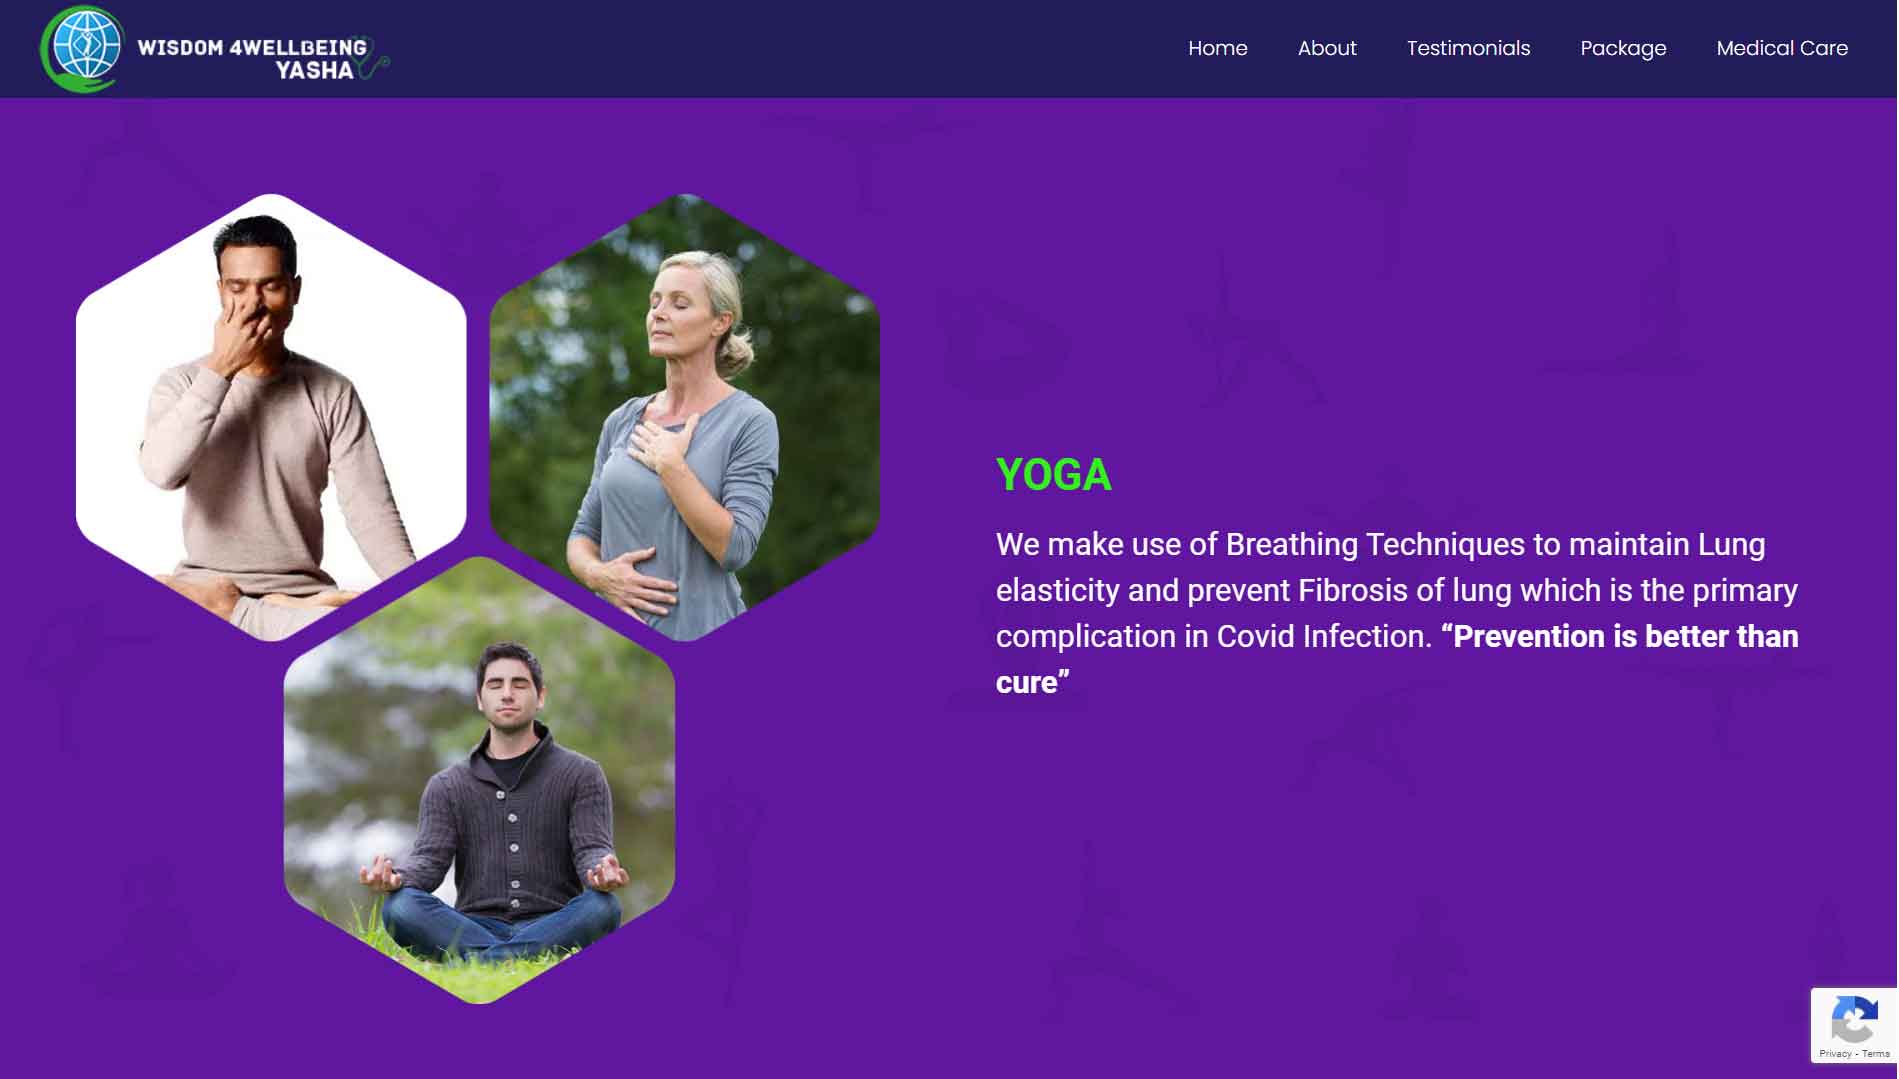 WISDOM 4WELLBEING
YASHA
Home About Testimonials Package Medical Care
YOGA
We make use of Breathing Techniques to maintain Lung
elasticity and prevent Fibrosis of lung which is the primary
complication in Covid Infection. “Prevention is better than
cure”
Privacy - Terms